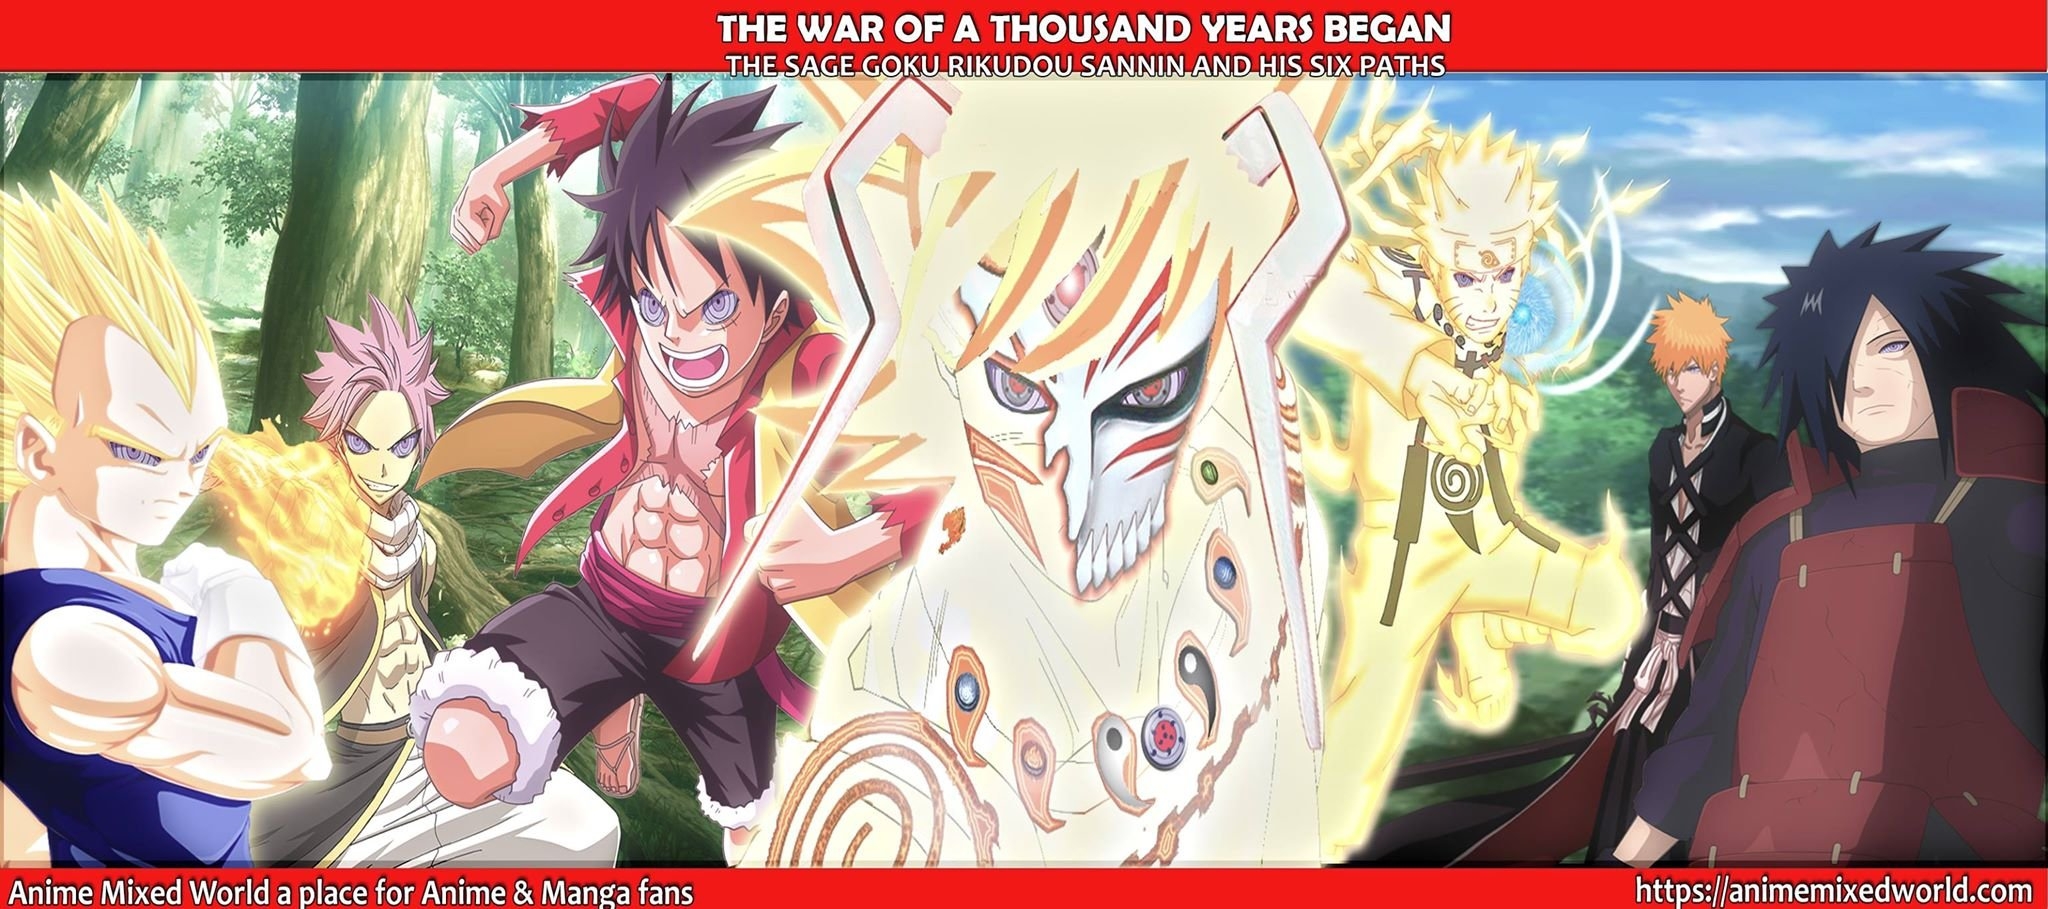 THE WAR OF A THOUSAND YEARS BEGAN
THE SAGE GOKU RIKUDOU SANNIN AND HIS SIX PATHS
Anime Mixed World a place for Anime & Manga fans
https://animemixedworld.com